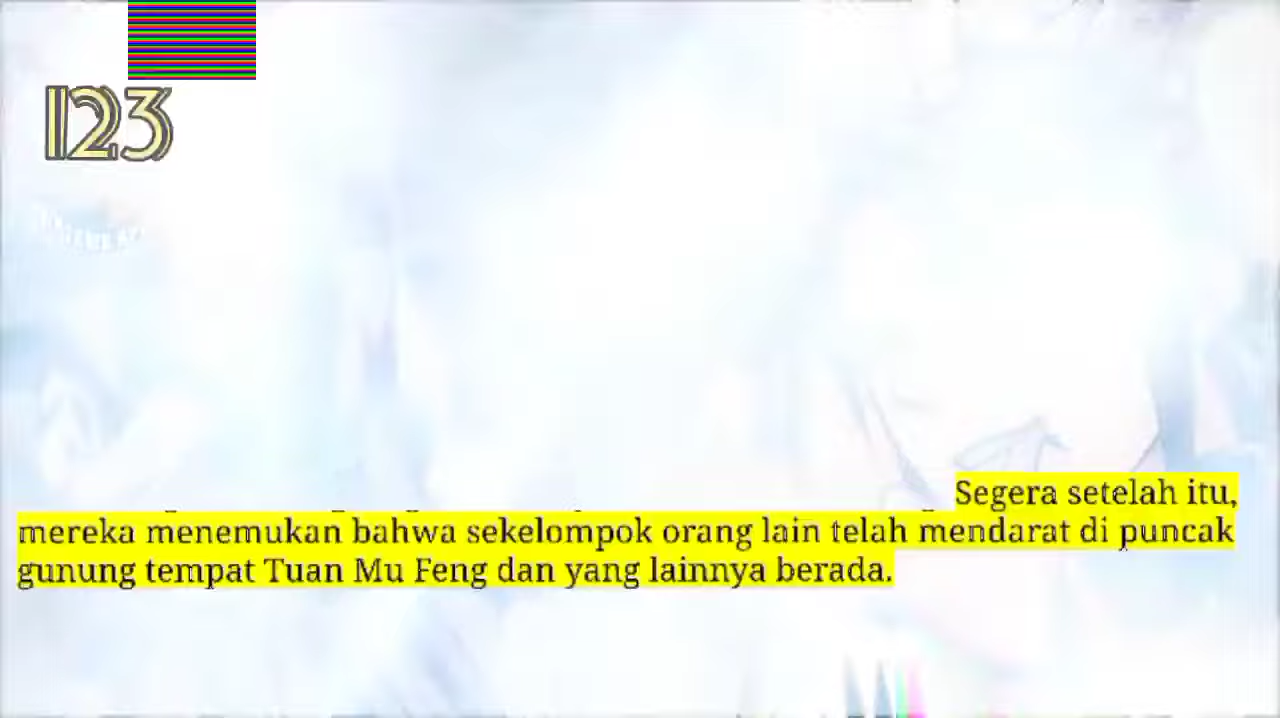 123
Segera setelah itu,
mereka menemukan bahwa sekelompok orang lain telah mendarat di puncak
gunung tempat Tuan Mu Feng dan yang lainnya berada.